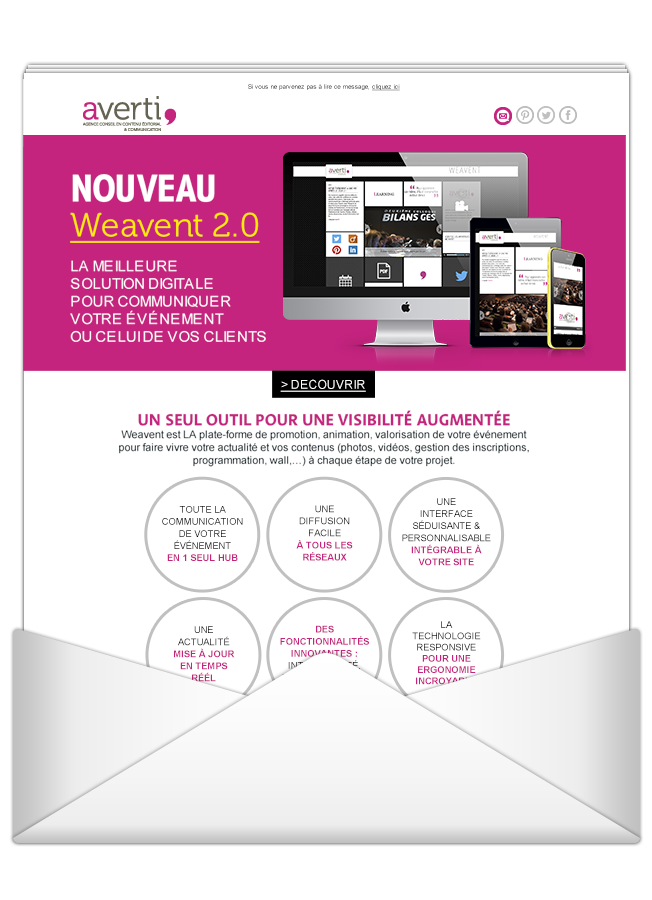 Si vous ne parvenez pas à lire ce message, cliquez ici
averti,
AGENCE CONSEIL EN CONTENU ÉDITORIAL
& COMMUNICATION
NOUVEAU
Weavent 2.0
LA MEILLEURE
SOLUTION DIGITALE
POUR COMMUNIQUER
VOTRE ÉVÉNEMENT
OU CELUI DE VOS CLIENTS
averti,
WEAVENT
BILANS GES
PDF
averti,
> DECOUVRIR
UN SEUL OUTIL POUR UNE VISIBILITÉ AUGMENTÉE
Weavent est LA plate-forme de promotion, animation, valorisation de votre événement
pour faire vivre votre actualité et vos contenus (photos, vidéos, gestion des inscriptions,
programmation, wall,...) à chaque étape de votre projet.
TOUTE LA
COMMUNICATION
DE VOTRE
ÉVÉNEMENT
EN 1 SEUL HUB
UNE
DIFFUSION
FACILE
À TOUS LES
RÉSEAUX
UNE
INTERFACE
SÉDUISANTE &
PERSONNALISABLE
INTÉGRABLE À
VOTRE SITE
UNE
ACTUALITÉ
MISE À JOUR
EN TEMPS
RÉEL
DES
FONCTIONNALITÉS
INNOVANTES :
LA
TECHNOLOGIE
RESPONSIVE
POUR UNE
ERGONOMIE